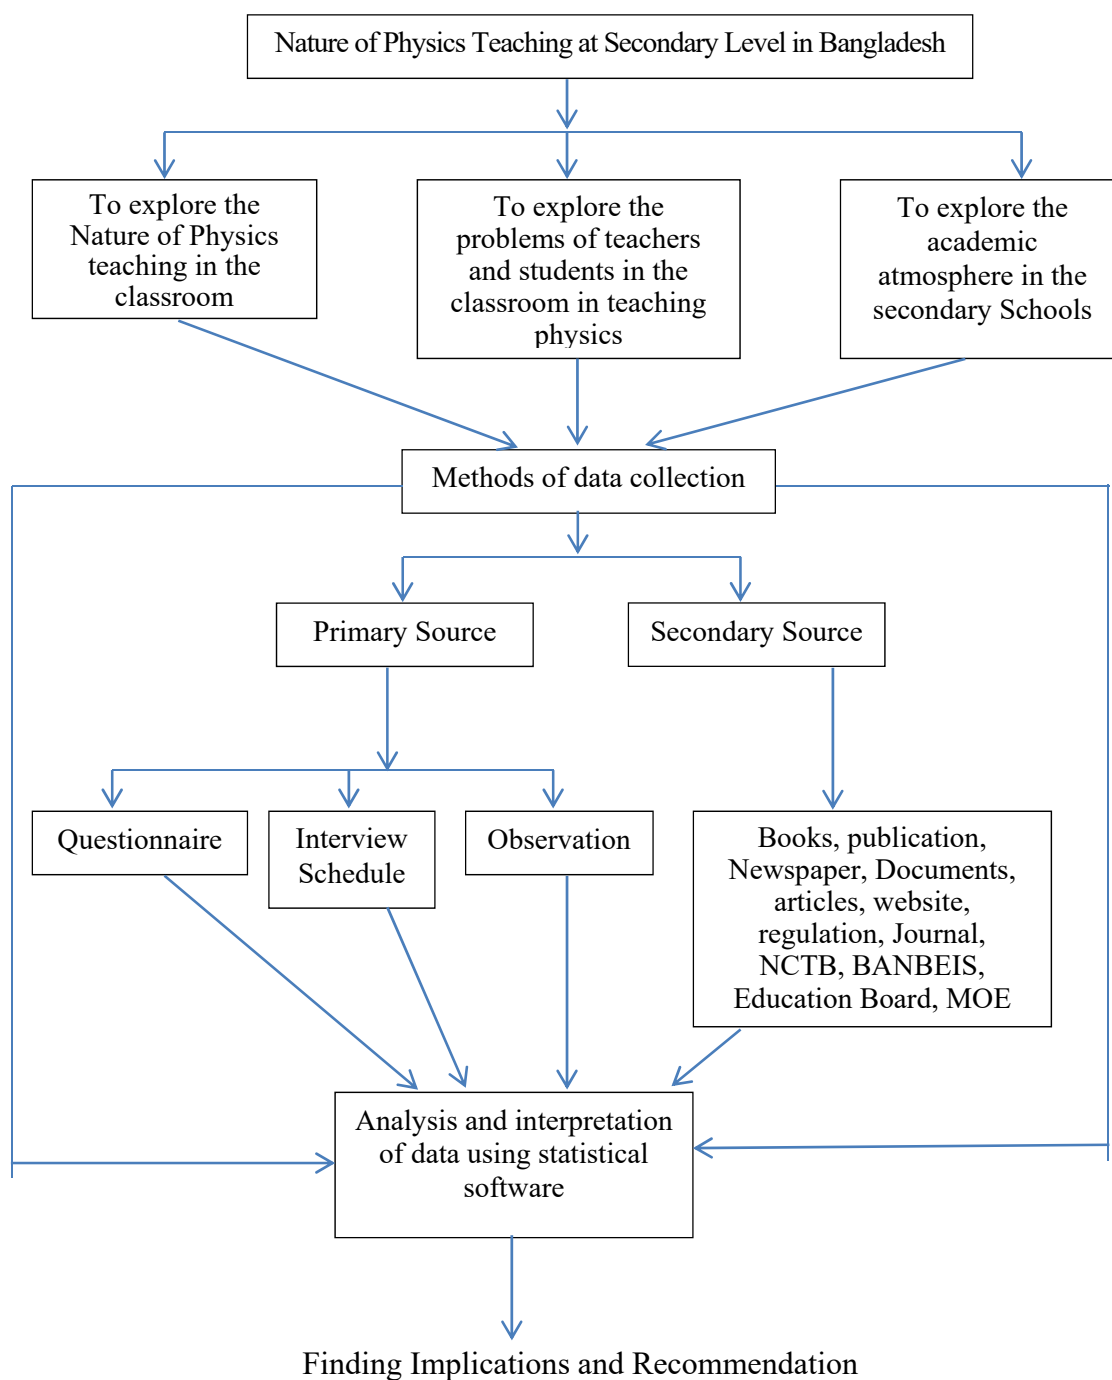 Nature of Physics Teaching at Secondary Level in Bangladesh
To explore the
Nature of Physics
teaching in the
classroom
To explore the
problems of teachers
and students in the
classroom in teaching
physics
To explore the
academic
atmosphere in the
secondary Schools
Methods of data collection
Primary Source
Secondary Source
Questionnaire
Interview
Schedule
Observation
Books, publication,
Newspaper, Documents,
articles, website,
regulation, Journal,
NCTB, BANBEIS,
Education Board, MOE
Analysis and interpretation
of data using statistical
software
Finding Implications and Recommendation